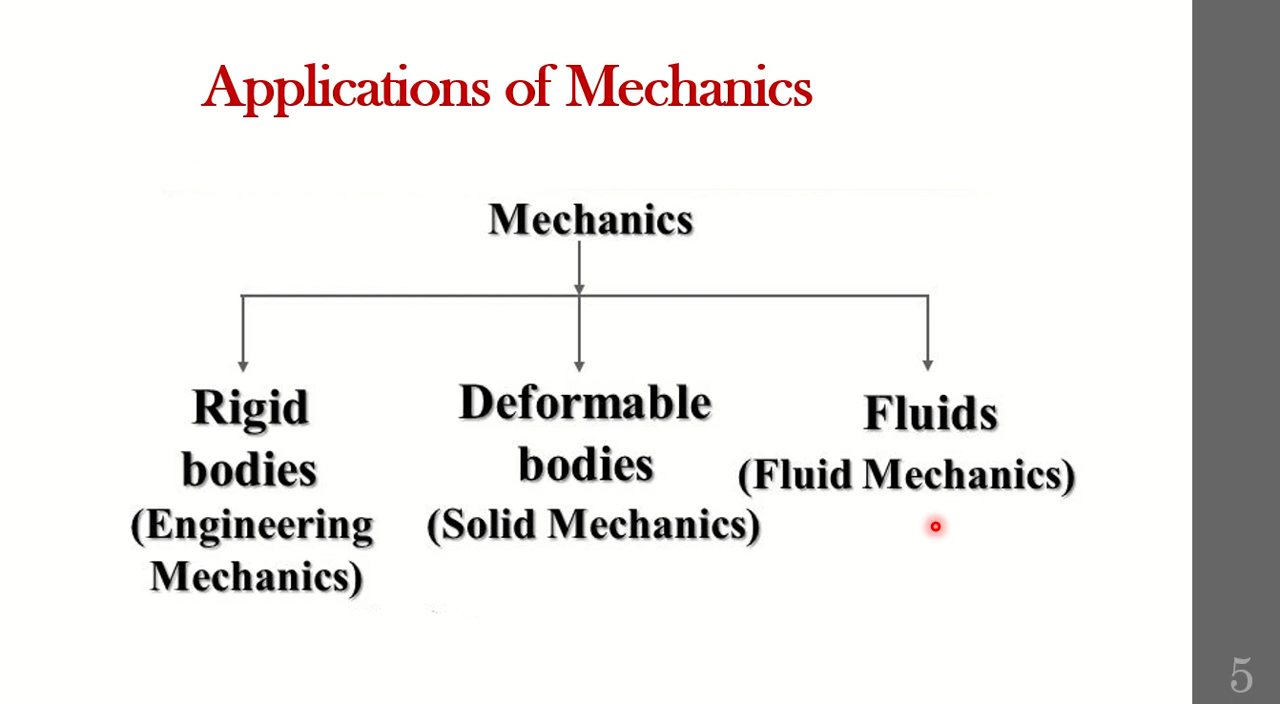 Applications of Mechanics
Mechanics
Rigid
bodies
(Engineering
Mechanics)
Deformable
bodies
(Solid Mechanics)
Fluids
(Fluid Mechanics)
5